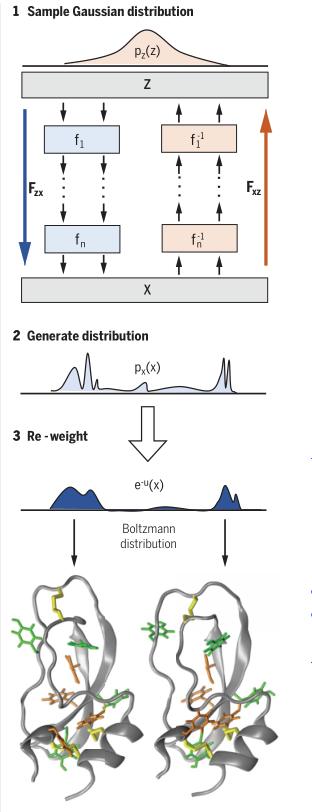 1 Sample Gaussian distribution
pz(z)
Z
f1
f1-1
Fzx
Fxz
fn
fn-1
X
2 Generate distribution
px(x)
3 Re-weight
e-u(x)
Boltzmann
distribution